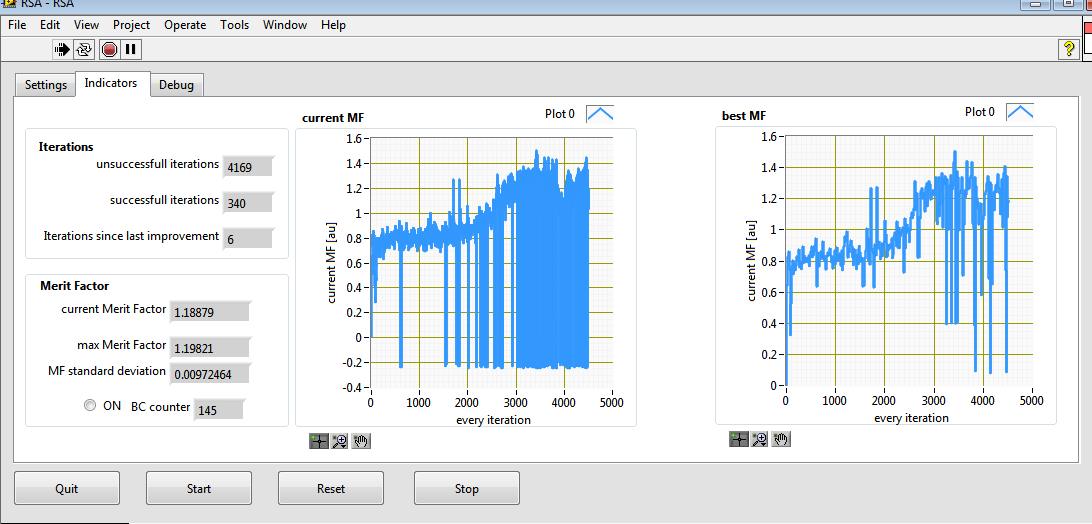 RSA - RSA
File Edit View Project Operate Tools Window Help
?
Settings Indicators Debug
Iterations
unsuccessfull iterations 4169
successfull iterations 340
Iterations since last improvement 6
Merit Factor
current Merit Factor 1.18879
max Merit Factor 1.19821
MF standard deviation 0.00972464
ON BC counter 145
current MF Plot 0
1.6
1.4
1.2
1
0.8
0.6
0.4
0.2
0
-0.2
-0.4
current MF [au]
0 1000 2000 3000 4000 5000
every iteration
best MF Plot 0
1.6
1.4
1.2
1
0.8
0.6
0.4
0.2
0
current MF [au]
0 1000 2000 3000 4000 5000
every iteration
Quit Start Reset Stop